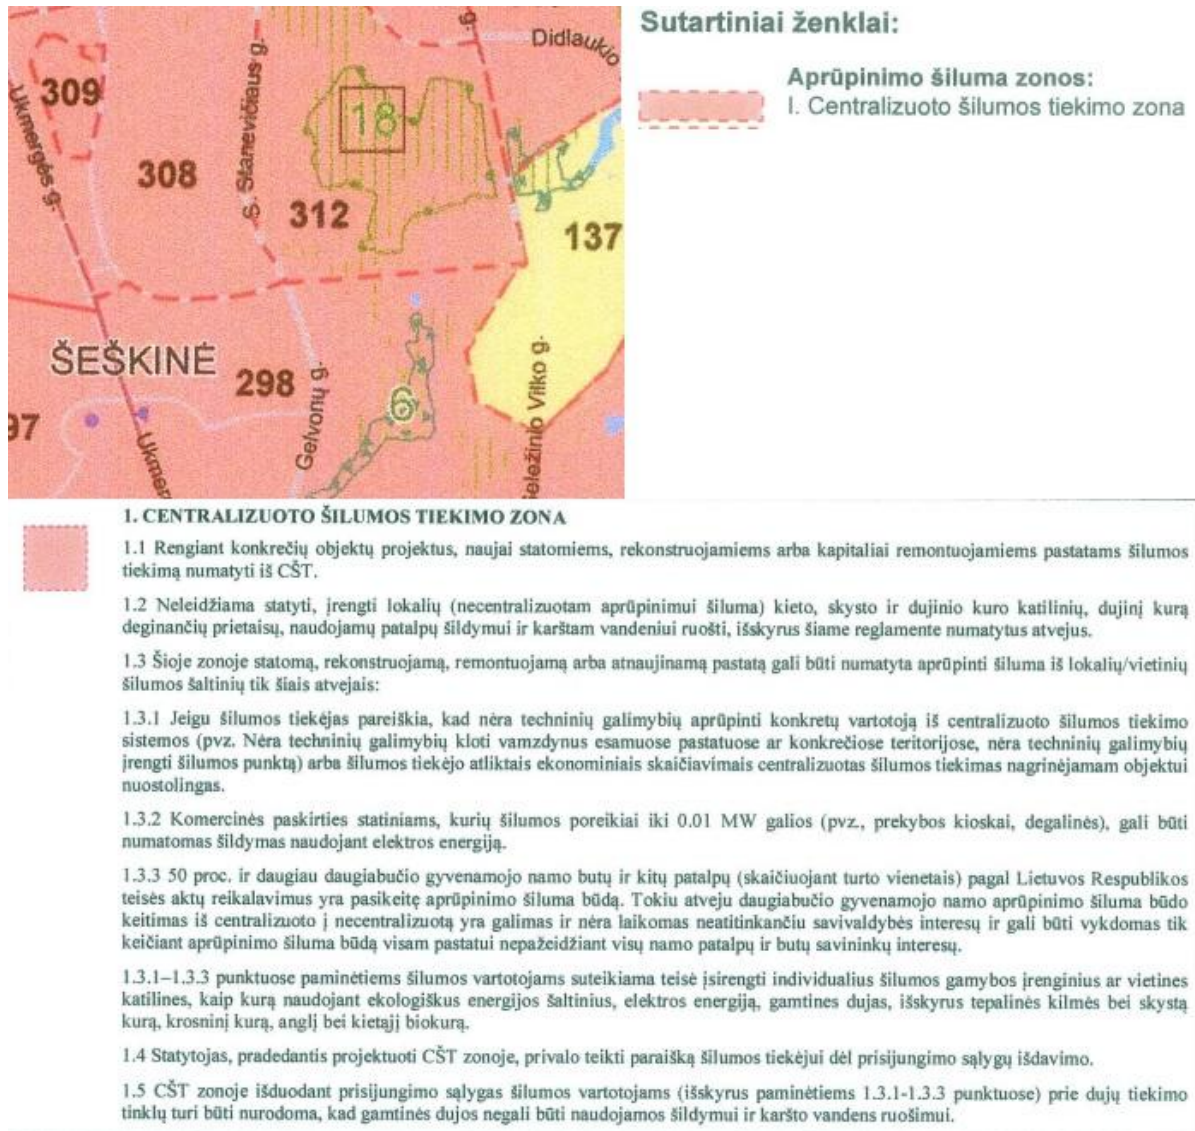 Sutartiniai ženklai:
Aprūpinimo šiluma zonos:
I. Centralizuoto šilumos tiekimo zona
Didlaukio
309
18
Ukmergės g.
308
S. Stanevičiaus g.
312
137
ŠEŠKINĖ
298
Gelvonų g.
6
97
g.
Ukmer
eležinio Vilko g.
1. CENTRALIZUOTO ŠILUMOS TIEKIMO ZONA
1.1 Rengiant konkrečių objektų projektus, naujai statomiems, rekonstruojamiems arba kapitaliai remontuojamiems pastatams šilumos
tiekimą numatyti iš CŠT.
1.2 Neleidžiama statyti, įrengti lokalių (necentralizuotam aprūpinimui šiluma) kieto, skysto ir dujinio kuro katilinių, dujinį kurą
deginančių prietaisų, naudojamų patalpų šildymui ir karštam vandeniui ruošti, išskyrus šiame reglamente numatytus atvejus.
1.3 Šioje zonoje statomą, rekonstruojamą, remontuojamą arba atnaujinamą pastatą gali būti numatyta aprūpinti šiluma iš lokalių/vietinių
šilumos šaltinių tik šiais atvejais:
1.3.1 Jeigu šilumos tiekėjas pareiškia, kad nėra techninių galimybių aprūpinti konkretų vartotoją iš centralizuoto šilumos tiekimo
sistemos (pvz. Nėra techninių galimybių kloti vamzdynus esamuose pastatuose ar konkrečiose teritorijose, nėra techninių galimybių
įrengti šilumos punktą) arba šilumos tiekėjo atliktais ekonominiais skaičiavimais centralizuotas šilumos tiekimas nagrinėjamam objektui
nuostolingas.
1.3.2 Komercinės paskirties statiniams, kurių šilumos poreikiai iki 0.01 MW galios (pvz., prekybos kioskai, degalinės), gali būti
numatomas šildymas naudojant elektros energiją.
1.3.3 50 proc. ir daugiau daugiabučio gyvenamojo namo butų ir kitų patalpų (skaičiuojant turto vienetais) pagal Lietuvos Respublikos
teisės aktų reikalavimus yra pasikeitę aprūpinimo šiluma būdą. Tokiu atveju daugiabučio gyvenamojo namo aprūpinimo šiluma būdo
keitimas iš centralizuoto į necentralizuotą yra galimas ir nėra laikomas neatitinkančiu savivaldybės interesų ir gali būti vykdomas tik
keičiant aprūpinimo šiluma būdą visam pastatui nepažeidžiant visų namo patalpų ir butų savininkų interesų.
1.3.1–1.3.3 punktuose paminėtiems šilumos vartotojams suteikiama teisė įsirengti individualius šilumos gamybos įrenginius ar vietines
katilines, kaip kurą naudojant ekologiškus energijos šaltinius, elektros energiją, gamtines dujas, išskyrus tepalinės kilmės bei skystą
kurą, krosninį kurą, anglį bei kietąjį biokurą.
1.4 Statytojas, pradedantis projektuoti CŠT zonoje, privalo teikti paraišką šilumos tiekėjui dėl prisijungimo sąlygų išdavimo.
1.5 CŠT zonoje išduodant prisijungimo sąlygas šilumos vartotojams (išskyrus paminėtiems 1.3.1-1.3.3 punktuose) prie dujų tiekimo
tinklų turi būti nurodoma, kad gamtinės dujos negali būti naudojamos šildymui ir karšto vandens ruošimui.